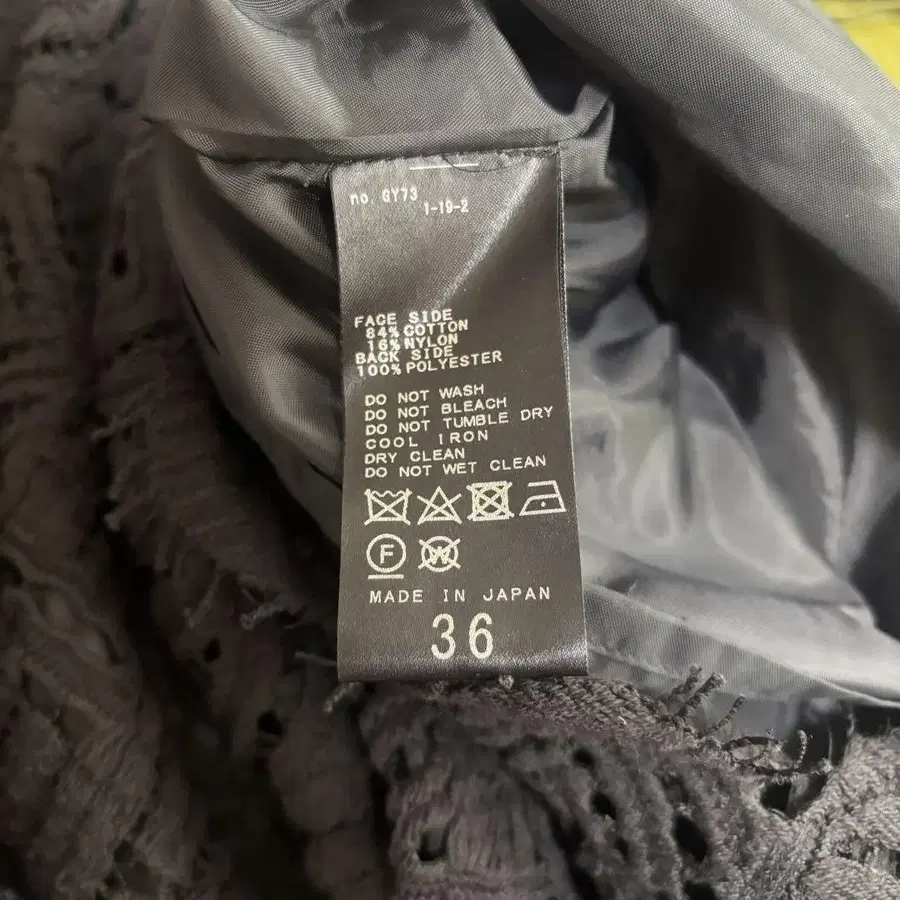 no. GY73
1-19-2
FACE SIDE
84%COTTON
16%NYLON
BACK SIDE
100%POLYESTER
DO NOT WASH
DO NOT BLEACH
DO NOT TUMBLE DRY
COOL IRON
DRY CLEAN
DO NOT WET CLEAN
F W
MADE IN JAPAN
36